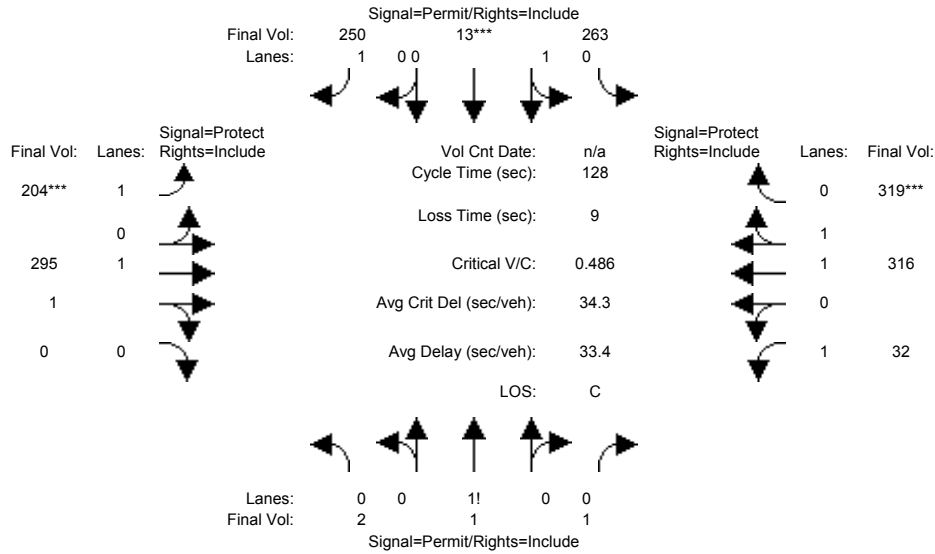 Signal=Permit/Rights=Include
Final Vol: 250 13*** 263
Lanes: 1 0 0 1 0
Signal=Protect
Final Vol: Lanes: Rights=Include
Vol Cnt Date: n/a
Signal=Protect
Rights=Include Lanes: Final Vol:
Cycle Time (sec): 128
204*** 1
0 319***
Loss Time (sec): 9
0
1
295 1
Critical V/C: 0.486
1 316
1
Avg Crit Del (sec/veh): 34.3
0
0 0
Avg Delay (sec/veh): 33.4
1 32
LOS: C
Lanes: 0 0 1! 0 0
Final Vol: 2 1 1
Signal=Permit/Rights=Include